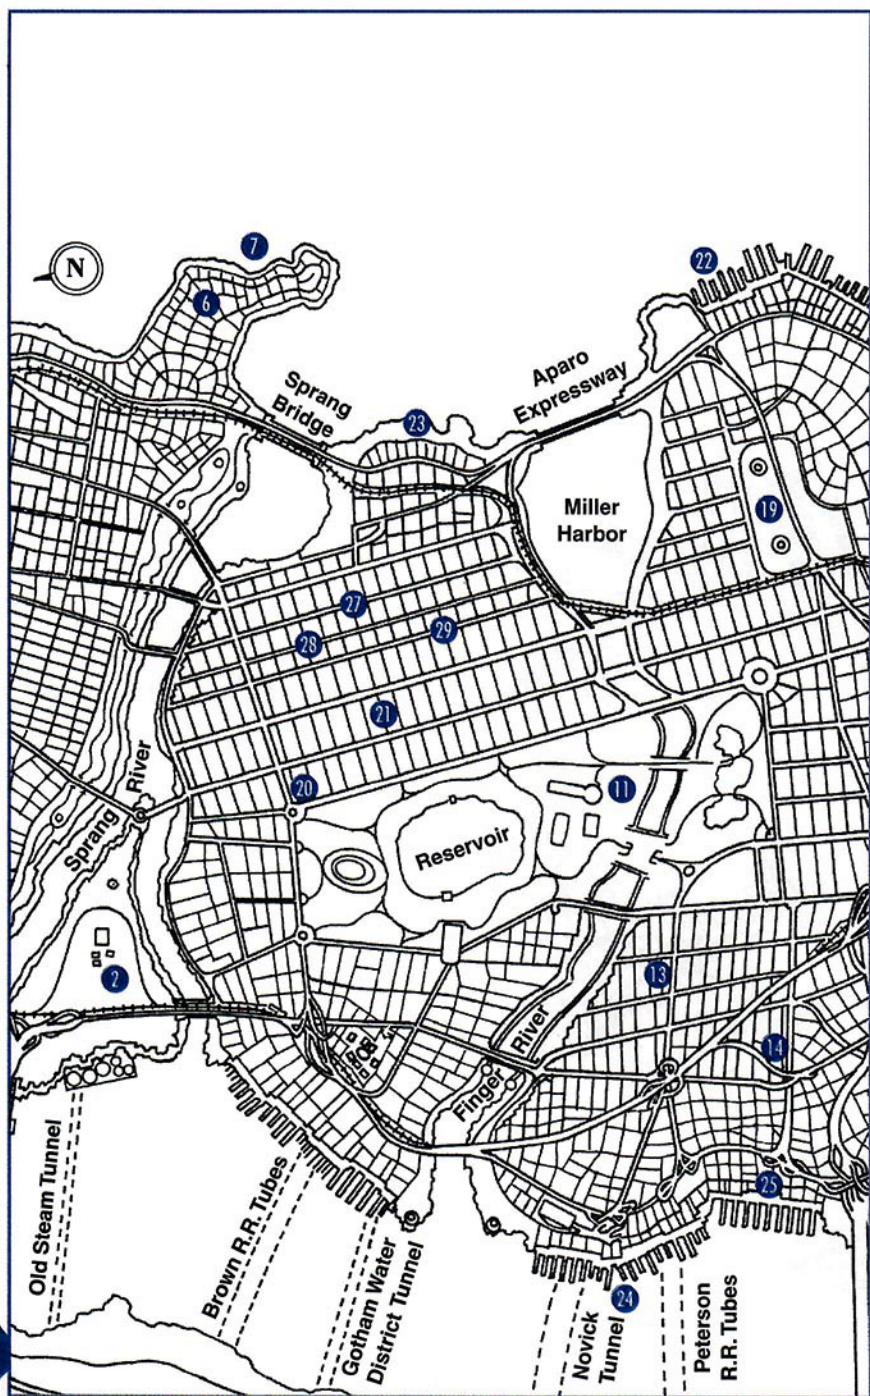 7
22
N
6
Sprang
Bridge
Aparo
Expressway
23
Miller
Harbor
19
27
28
29
21
20
11
Sprang River
Reservoir
2
13
Finger River
14
25
Old Steam Tunnel
Brown R.R. Tubes
Gotham Water
District Tunnel
24
Novick
Tunnel
Peterson
R.R. Tubes